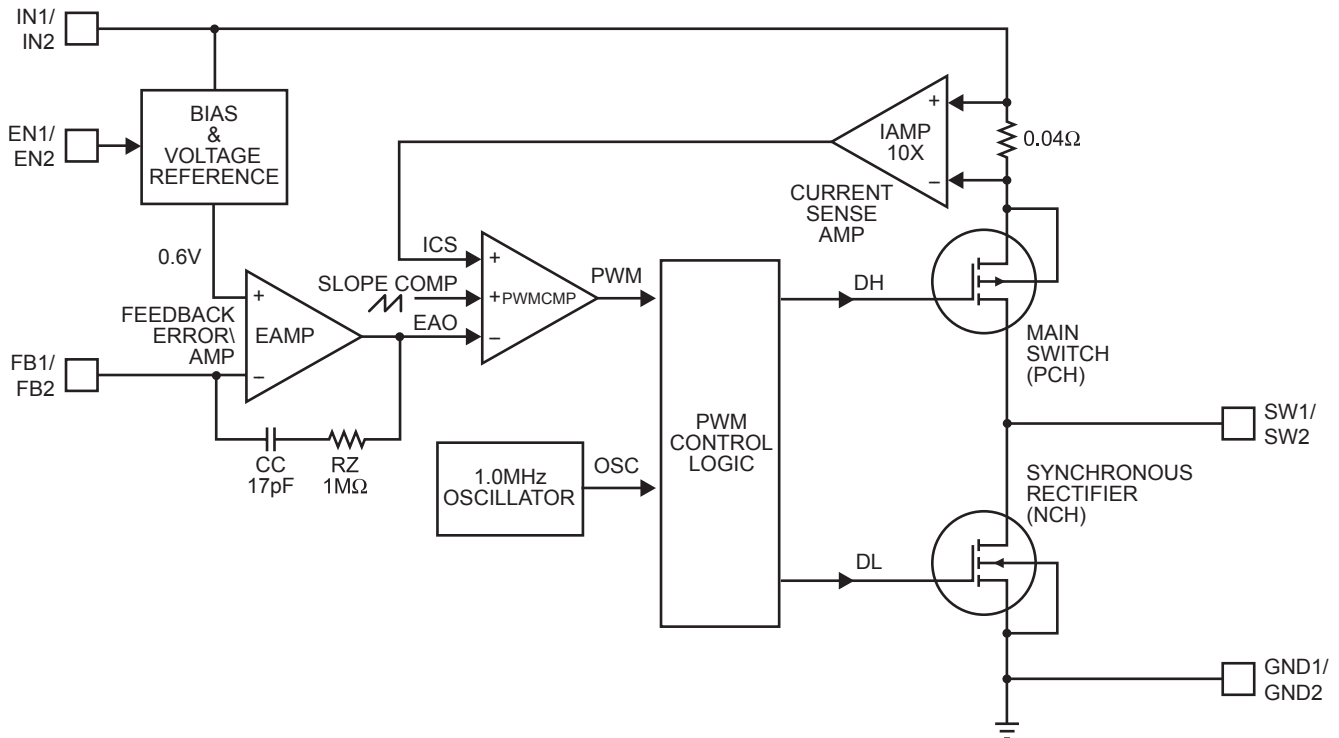 IN1/
IN2
BIAS
&
VOLTAGE
REFERENCE
EN1/
EN2
0.6V
+
FEEDBACK
ERROR\
AMP
EAMP
–
FB1/
FB2
CC
17pF
RZ
1MΩ
+
IAMP
10X
–
0.04Ω
CURRENT
SENSE
AMP
ICS
+
SLOPE COMP
+
PWMCMP
EAO
–
PWM
1.0MHz
OSCILLATOR
OSC
PWM
CONTROL
LOGIC
DH
DL
MAIN
SWITCH
(PCH)
SW1/
SW2
SYNCHRONOUS
RECTIFIER
(NCH)
GND1/
GND2